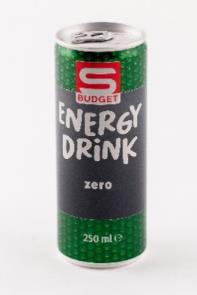 S
BUDGET
ENERGY
DRiNK
zero
250 ml e